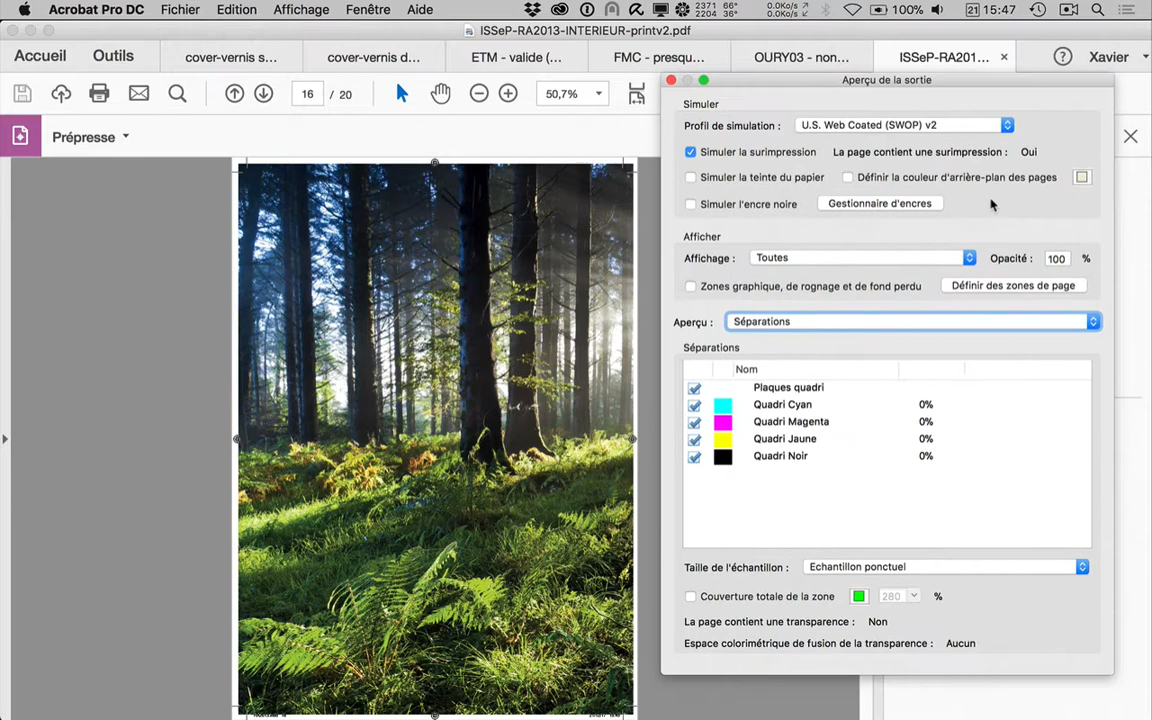 Acrobat Pro DC Fichier Edition Affichage Fenêtre Aide 2371 66° 2204 36° 0.0Ko/s 0.0Ko/s 100% 21 15:47
ISSeP-RA2013-INTERIEUR-printv2.pdf
Accueil Outils cover-vernis s... cover-vernis d... ETM - valide (... FMC - presqu... OURY03 - non... ISSeP-RA201... × ? Xavier
16 / 20 50,7%
Prépresse
Aperçu de la sortie
Simuler
Profil de simulation : U.S. Web Coated (SWOP) v2
Simuler la surimpression La page contient une surimpression : Oui
Simuler la teinte du papier Définir la couleur d'arrière-plan des pages
Simuler l'encre noire Gestionnaire d'encres
Afficher
Affichage : Toutes Opacité : 100 %
Zones graphique, de rognage et de fond perdu Définir des zones de page
Aperçu : Séparations
Séparations
Nom
Plaques quadri
Quadri Cyan 0%
Quadri Magenta 0%
Quadri Jaune 0%
Quadri Noir 0%
Taille de l'échantillon : Echantillon ponctuel
Couverture totale de la zone 280 %
La page contient une transparence : Non
Espace colorimétrique de fusion de la transparence : Aucun